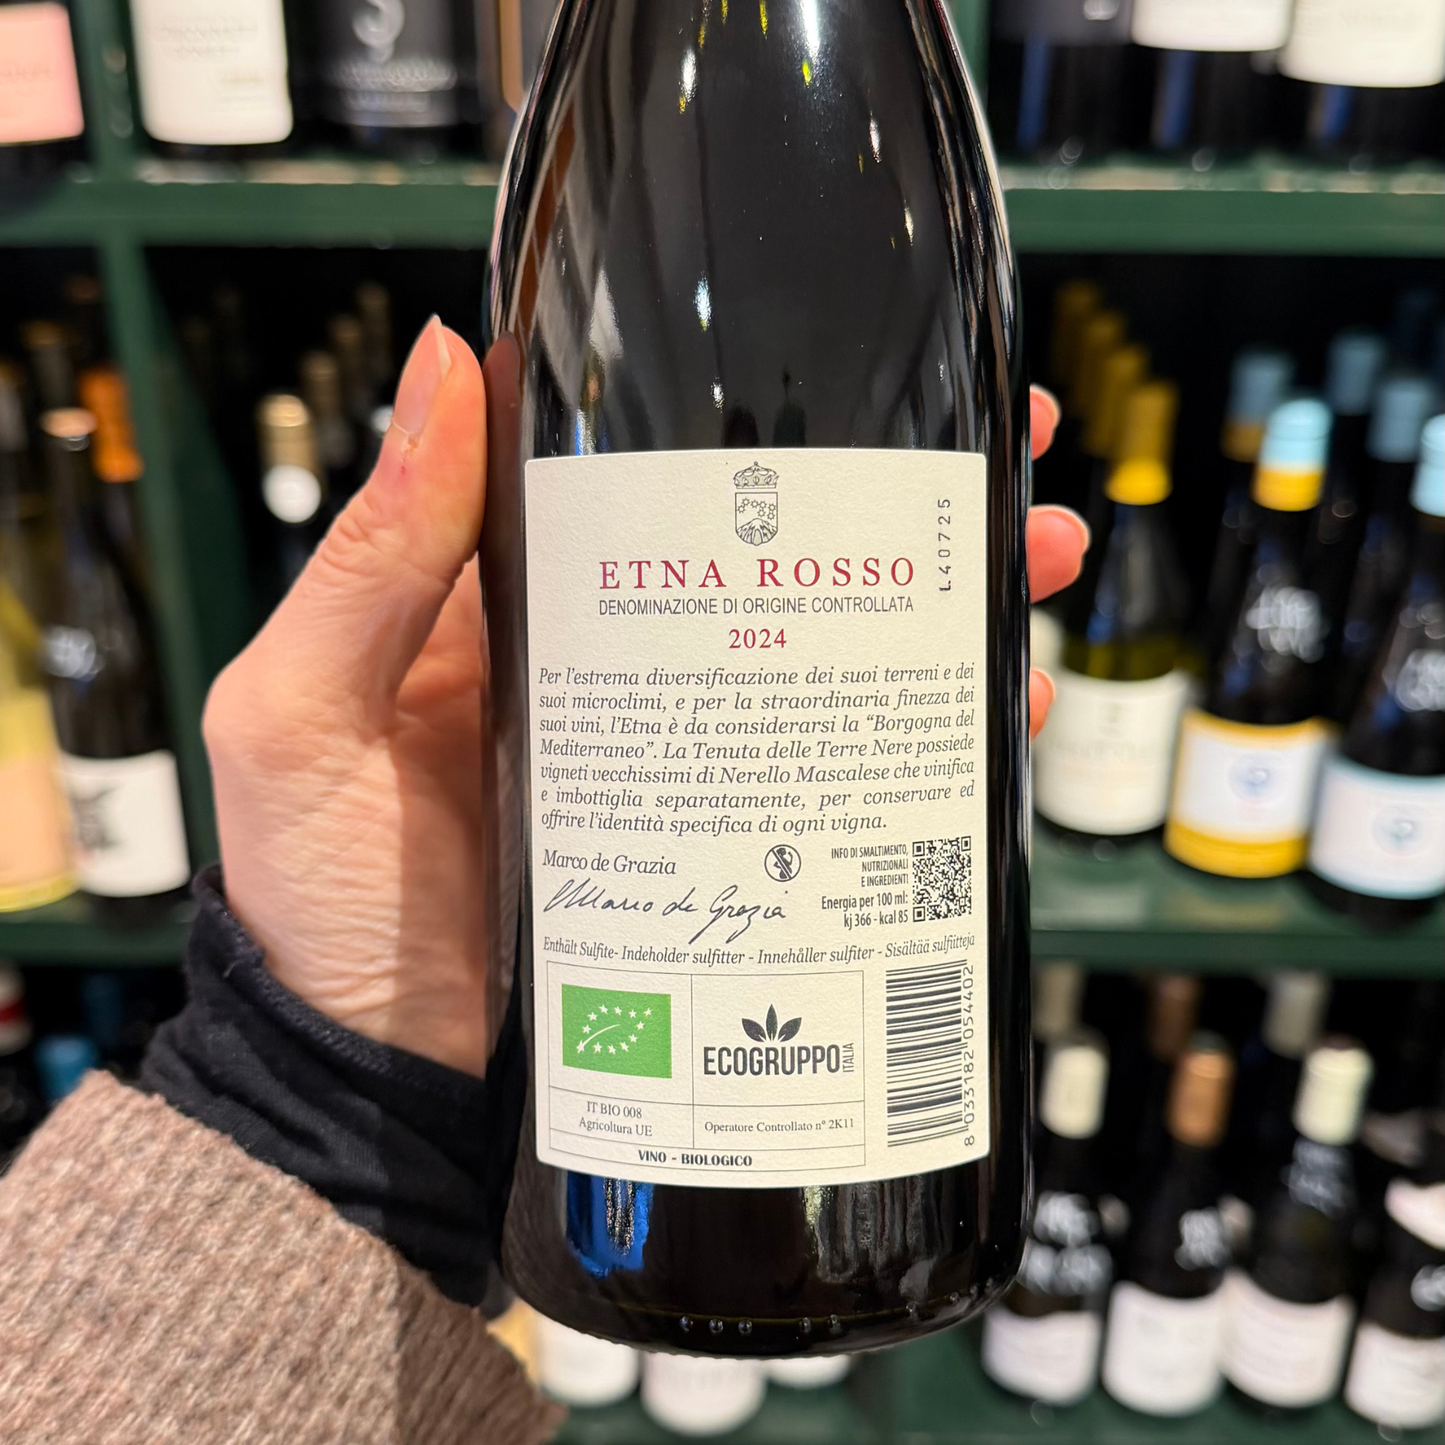 L40725
ETNA ROSSO
DENOMINAZIONE DI ORIGINE CONTROLLATA
2024
Per l'estrema diversificazione dei suoi terreni e dei
suoi microclimi, e per la straordinaria finezza dei
suoi vini, l'Etna è da considerarsi la “Borgogna del
Mediterraneo”. La Tenuta delle Terre Nere possiede
vigneti vecchissimi di Nerello Mascalese che vinifica
e imbottiglia separatamente, per conservare ed
offrire l'identità specifica di ogni vigna.
Marco de Grazia
Marco de Grazia
INFO DI SMALTIMENTO,
NUTRIZIONALI
E INGREDIENTI
Energia per 100 ml:
kj 366 - kcal 85
Enthält Sulfite- Indeholder sulfitter - Innehåller sulfiter - Sisältää sulfiitteja
ECOGRUPPO
ITALIA
IT BIO 008
Agricoltura UE
Operatore Controllato n° 2K11
VINO - BIOLOGICO
8 033182 054402